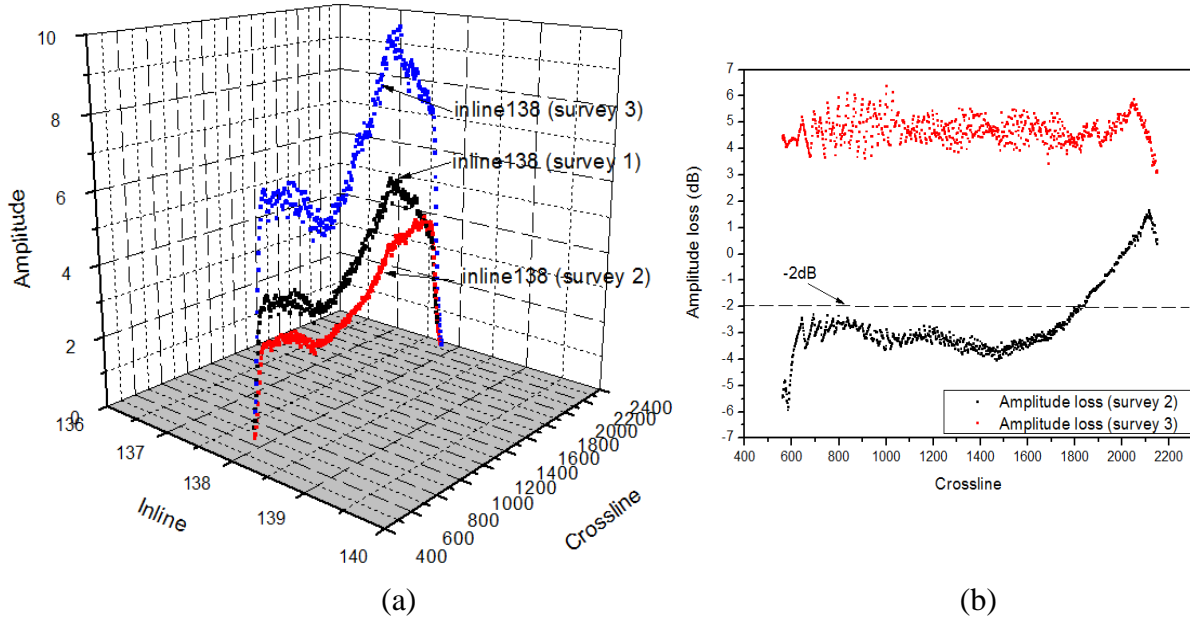 10
8
6
4
2
0
Amplitude
inline138 (survey 3)
inline138 (survey 1)
inline138 (survey 2)
136
137
138
139
140
Inline
400
600
800
1000
1200
1400
1600
1800
2000
2200
2400
Crossline
(a)
7
6
5
4
3
2
1
0
-1
-2
-3
-4
-5
-6
-7
Amplitude loss (dB)
-2dB
Amplitude loss (survey 2)
Amplitude loss (survey 3)
400 600 800 1000 1200 1400 1600 1800 2000 2200
Crossline
(b)